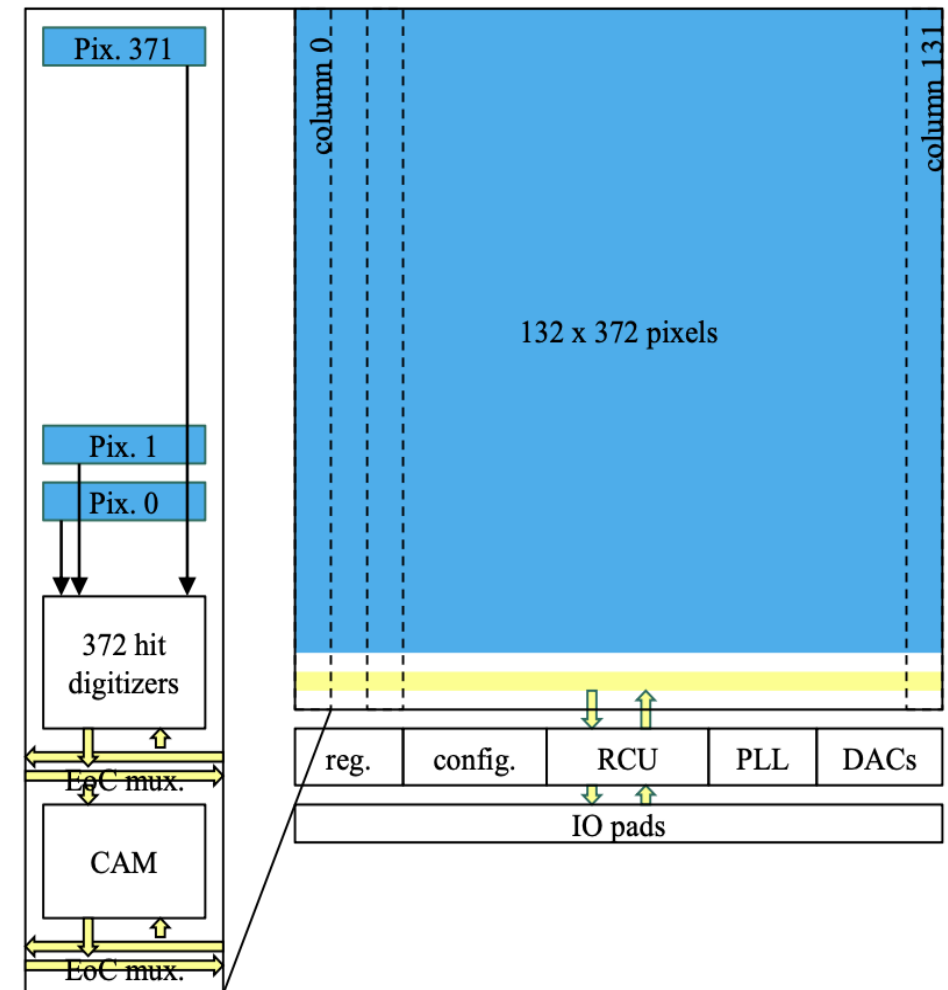 Pix. 371
Pix. 1
Pix. 0
372 hit
digitizers
EoC mux.
CAM
EoC mux.
column 0
column 131
132 x 372 pixels
reg.
config.
RCU
PLL
DACs
IO pads